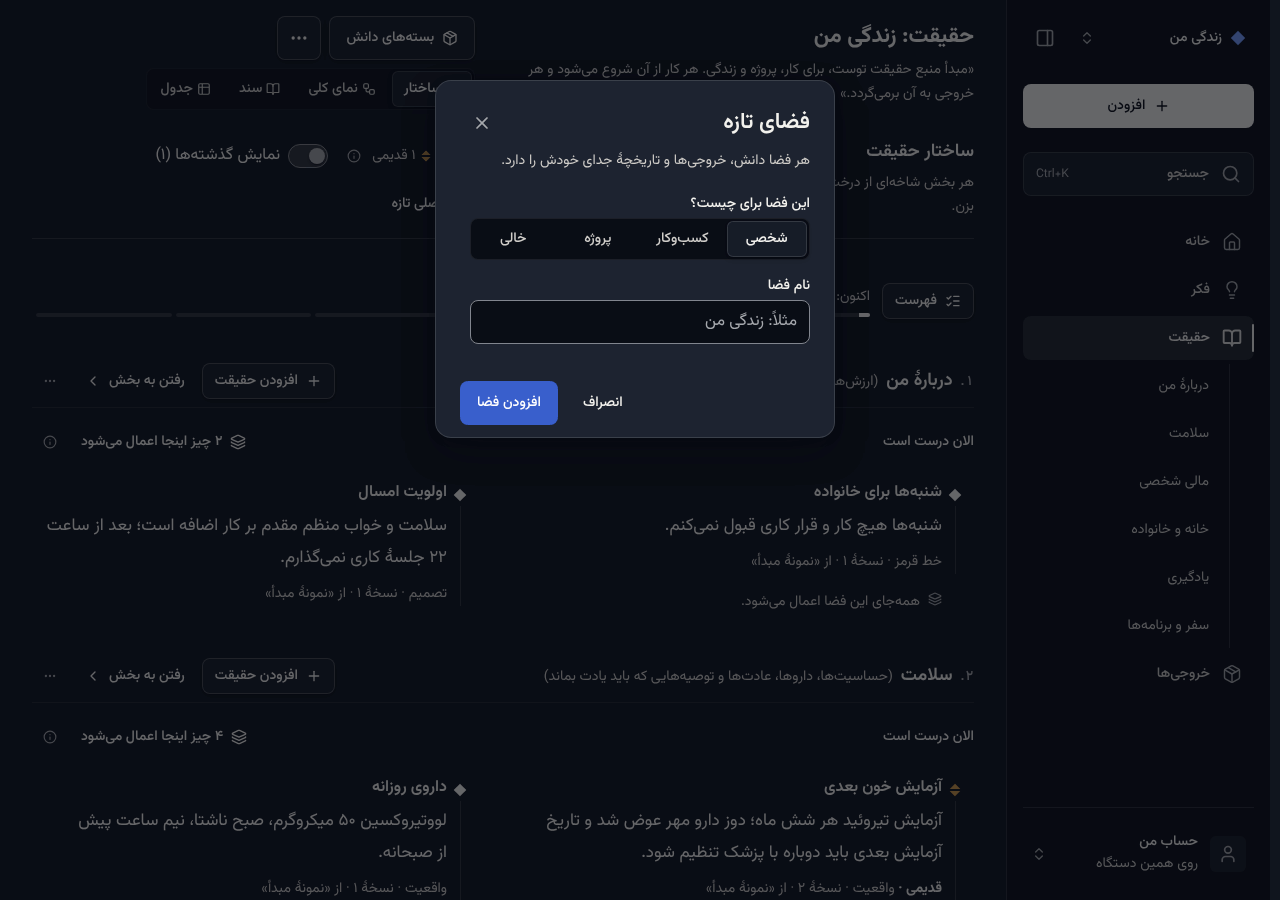 زندگی من
افزودن
جستجو
Ctrl+K
خانه
فکر
حقیقت
دربارهٔ من
سلامت
مالی شخصی
خانه و خانواده
یادگیری
سفر و برنامه‌ها
خروجی‌ها
حساب من
روی همین دستگاه
حقیقت: زندگی من
بسته‌های دانش
«مبدأ منبع حقیقت توست، برای کار، پروژه و زندگی. هر کار از آن شروع می‌شود و هر
خروجی به آن برمی‌گردد.»
ساختار
نمای کلی
سند
جدول
ساختار حقیقت
هر بخش شاخه‌ای از
بزن.
۱ قدیمی
نمایش گذشته‌ها (۱)
تازه
فضای تازه
هر فضا دانش، خروجی‌ها و تاریخچهٔ جدای خودش را دارد.
این فضا برای چیست؟
شخصی
کسب‌وکار
پروژه
خالی
نام فضا
مثلاً: زندگی من
انصراف
افزودن فضا
فهرست
اکنون:
۱. دربارهٔ من
افزودن حقیقت
رفتن به بخش
الان درست است
۲ چیز اینجا اعمال می‌شود
شنبه‌ها برای خانواده
شنبه‌ها هیچ کار و قرار کاری قبول نمی‌کنم.
خط قرمز · نسخهٔ ۱ · از «نمونهٔ مبدأ»
همه‌جای این فضا اعمال می‌شود.
اولویت امسال
سلامت و خواب منظم مقدم بر کار اضافه است؛ بعد از ساعت
۲۲ جلسهٔ کاری نمی‌گذارم.
تصمیم · نسخهٔ ۱ · از «نمونهٔ مبدأ»
۲. سلامت (حساسیت‌ها، داروها، عادت‌ها و توصیه‌هایی که باید یادت بماند)
افزودن حقیقت
رفتن به بخش
الان درست است
۴ چیز اینجا اعمال می‌شود
آزمایش خون بعدی
آزمایش تیروئید هر شش ماه؛ دوز دارو مهر عوض شد و تاریخ
آزمایش بعدی باید دوباره با پزشک تنظیم شود.
قدیمی · واقعیت · نسخهٔ ۲ · از «نمونهٔ مبدأ»
داروی روزانه
لووتیروکسین ۵۰ میکروگرم، صبح ناشتا، نیم ساعت پیش
از صبحانه.
واقعیت · نسخهٔ ۱ · از «نمونهٔ مبدأ»